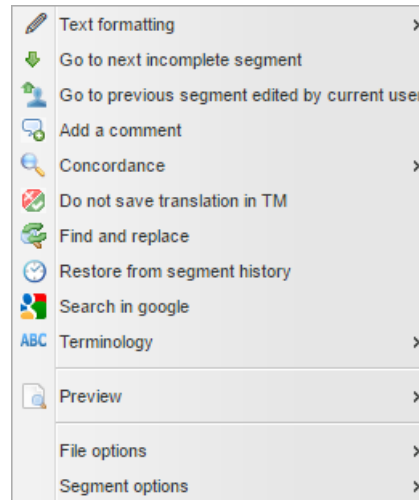 Text formatting
Go to next incomplete segment
Go to previous segment edited by current user
Add a comment
Concordance
Do not save translation in TM
Find and replace
Restore from segment history
Search in google
ABC Terminology
Preview
File options
Segment options